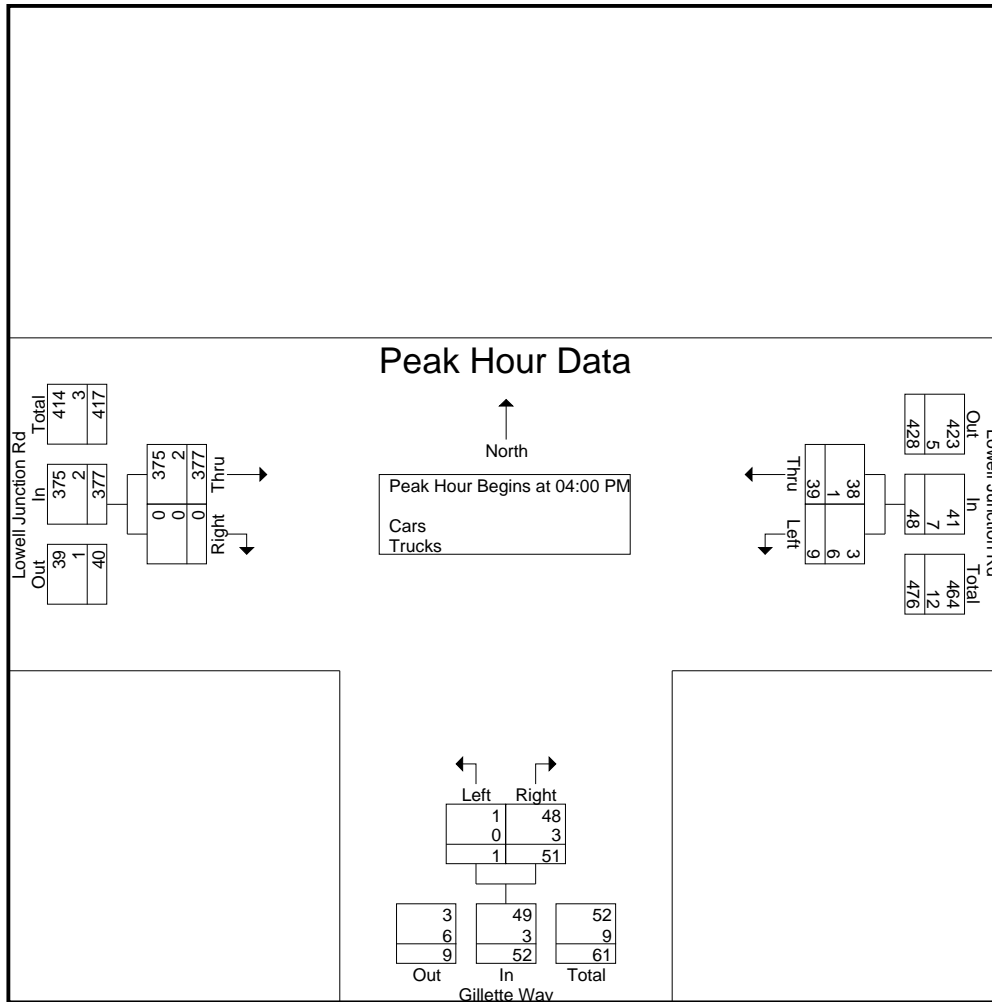 Peak Hour Data
North
Peak Hour Begins at 04:00 PM
Cars
Trucks
Lowell Junction Rd
Total
414
3
417
In
375
2
377
Out
39
1
40
Thru
375
2
377
Right
0
0
0
Thru
38
1
39
Left
3
6
9
Lowell Junction Rd
Out
423
5
428
In
41
7
48
Total
464
12
476
Left Right
1 48
0 3
1 51
3 49 52
6 3 9
9 52 61
Out In Total
Gillette Way